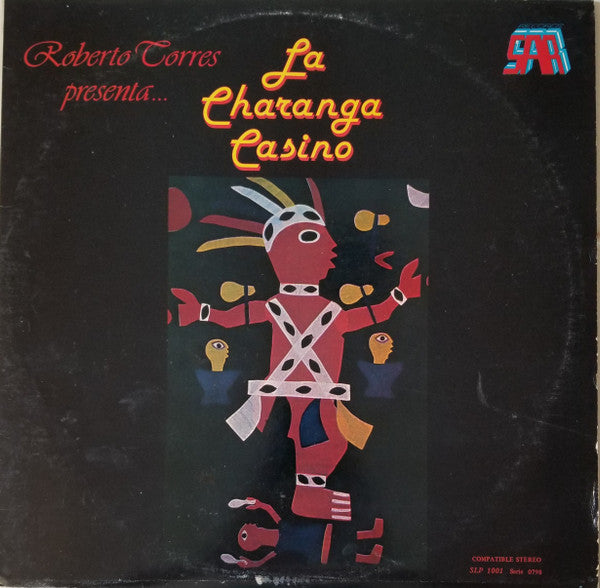 Roberto Torres
presenta...
La
Charanga
Casino
SAR
COMPATIBLE STEREO
SLP 1001 Serie 0798